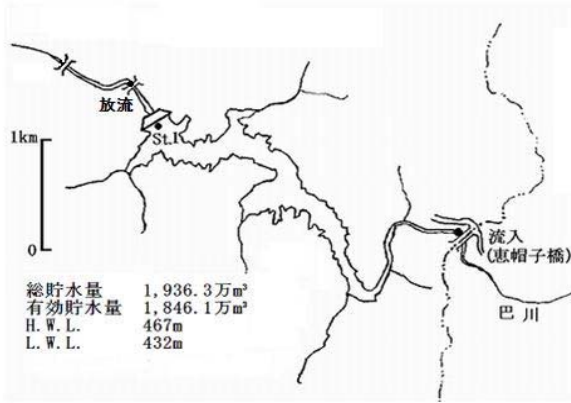 放流
St.1
1km
0
流入
(恵帽子橋)
巴川
総貯水量 1,936.3万m³
有効貯水量 1,846.1万m³
H.W.L. 467m
L.W.L. 432m